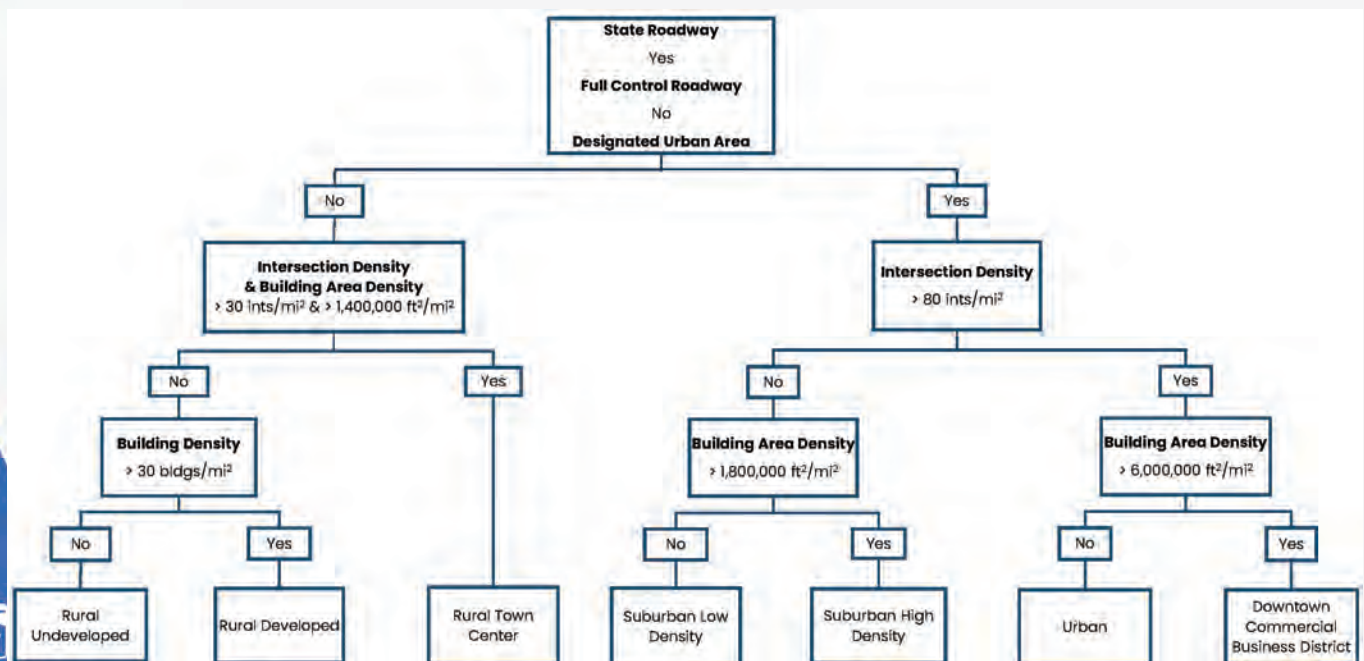 State Roadway
Yes
Full Control Roadway
No
Designated Urban Area
No
Yes
Intersection Density
& Building Area Density
> 30 ints/mi² & > 1,400,000 ft²/mi²
Intersection Density
> 80 ints/mi²
No
Yes
No
Yes
Building Density
> 30 bldgs/mi²
Building Area Density
> 1,800,000 ft²/mi²
Building Area Density
> 6,000,000 ft²/mi²
No
Yes
No
Yes
No
Yes
Rural
Undeveloped
Rural Developed
Rural Town
Center
Suburban Low
Density
Suburban High
Density
Urban
Downtown
Commercial
Business District